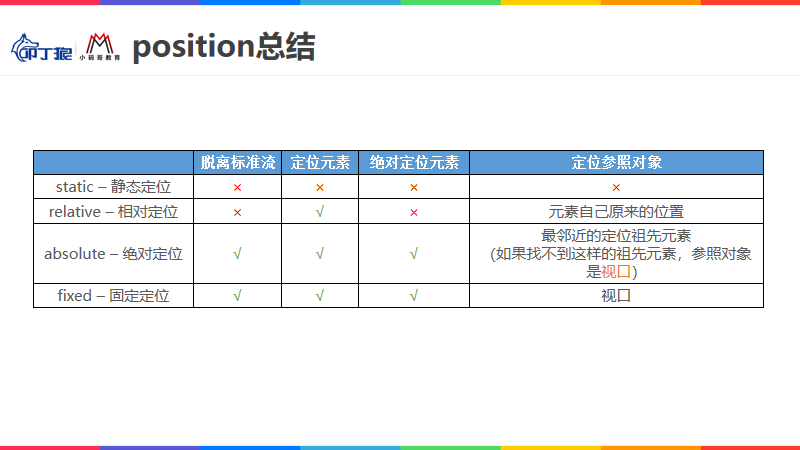 叩丁狼 小码哥教育 position总结
脱离标准流 定位元素 绝对定位元素 定位参照对象
static – 静态定位 × × × ×
relative – 相对定位 × √ × 元素自己原来的位置
absolute – 绝对定位 √ √ √ 最邻近的定位祖先元素
(如果找不到这样的祖先元素，参照对象
是视口)
fixed – 固定定位 √ √ √ 视口